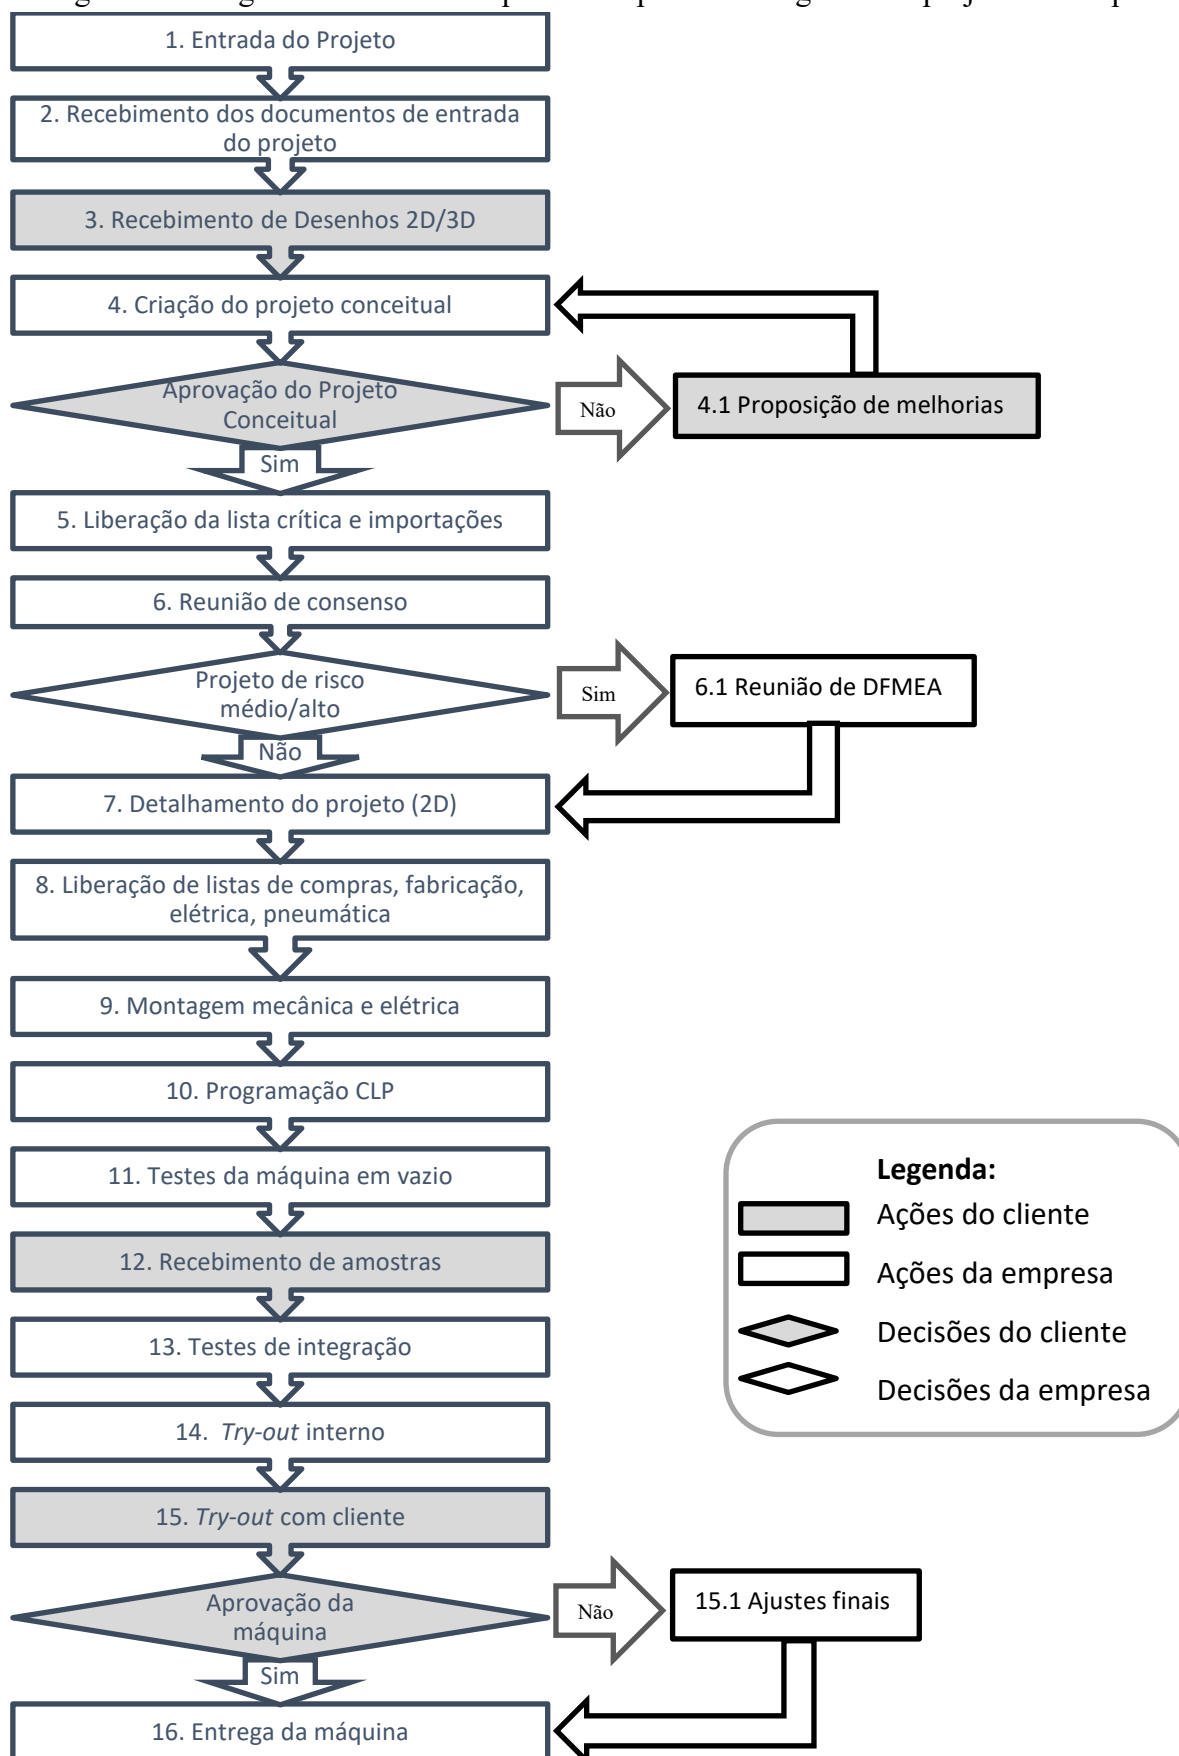 1. Entrada do Projeto
2. Recebimento dos documentos de entrada
do projeto
3. Recebimento de Desenhos 2D/3D
4. Criação do projeto conceitual
Aprovação do Projeto
Conceitual
Não
4.1 Proposição de melhorias
Sim
5. Liberação da lista crítica e importações
6. Reunião de consenso
Projeto de risco
médio/alto
Sim
6.1 Reunião de DFMEA
Não
7. Detalhamento do projeto (2D)
8. Liberação de listas de compras, fabricação,
elétrica, pneumática
9. Montagem mecânica e elétrica
10. Programação CLP
11. Testes da máquina em vazio
12. Recebimento de amostras
13. Testes de integração
14. Try-out interno
15. Try-out com cliente
Aprovação da
máquina
Não
15.1 Ajustes finais
Sim
16. Entrega da máquina
Legenda:
Ações do cliente
Ações da empresa
Decisões do cliente
Decisões da empresa